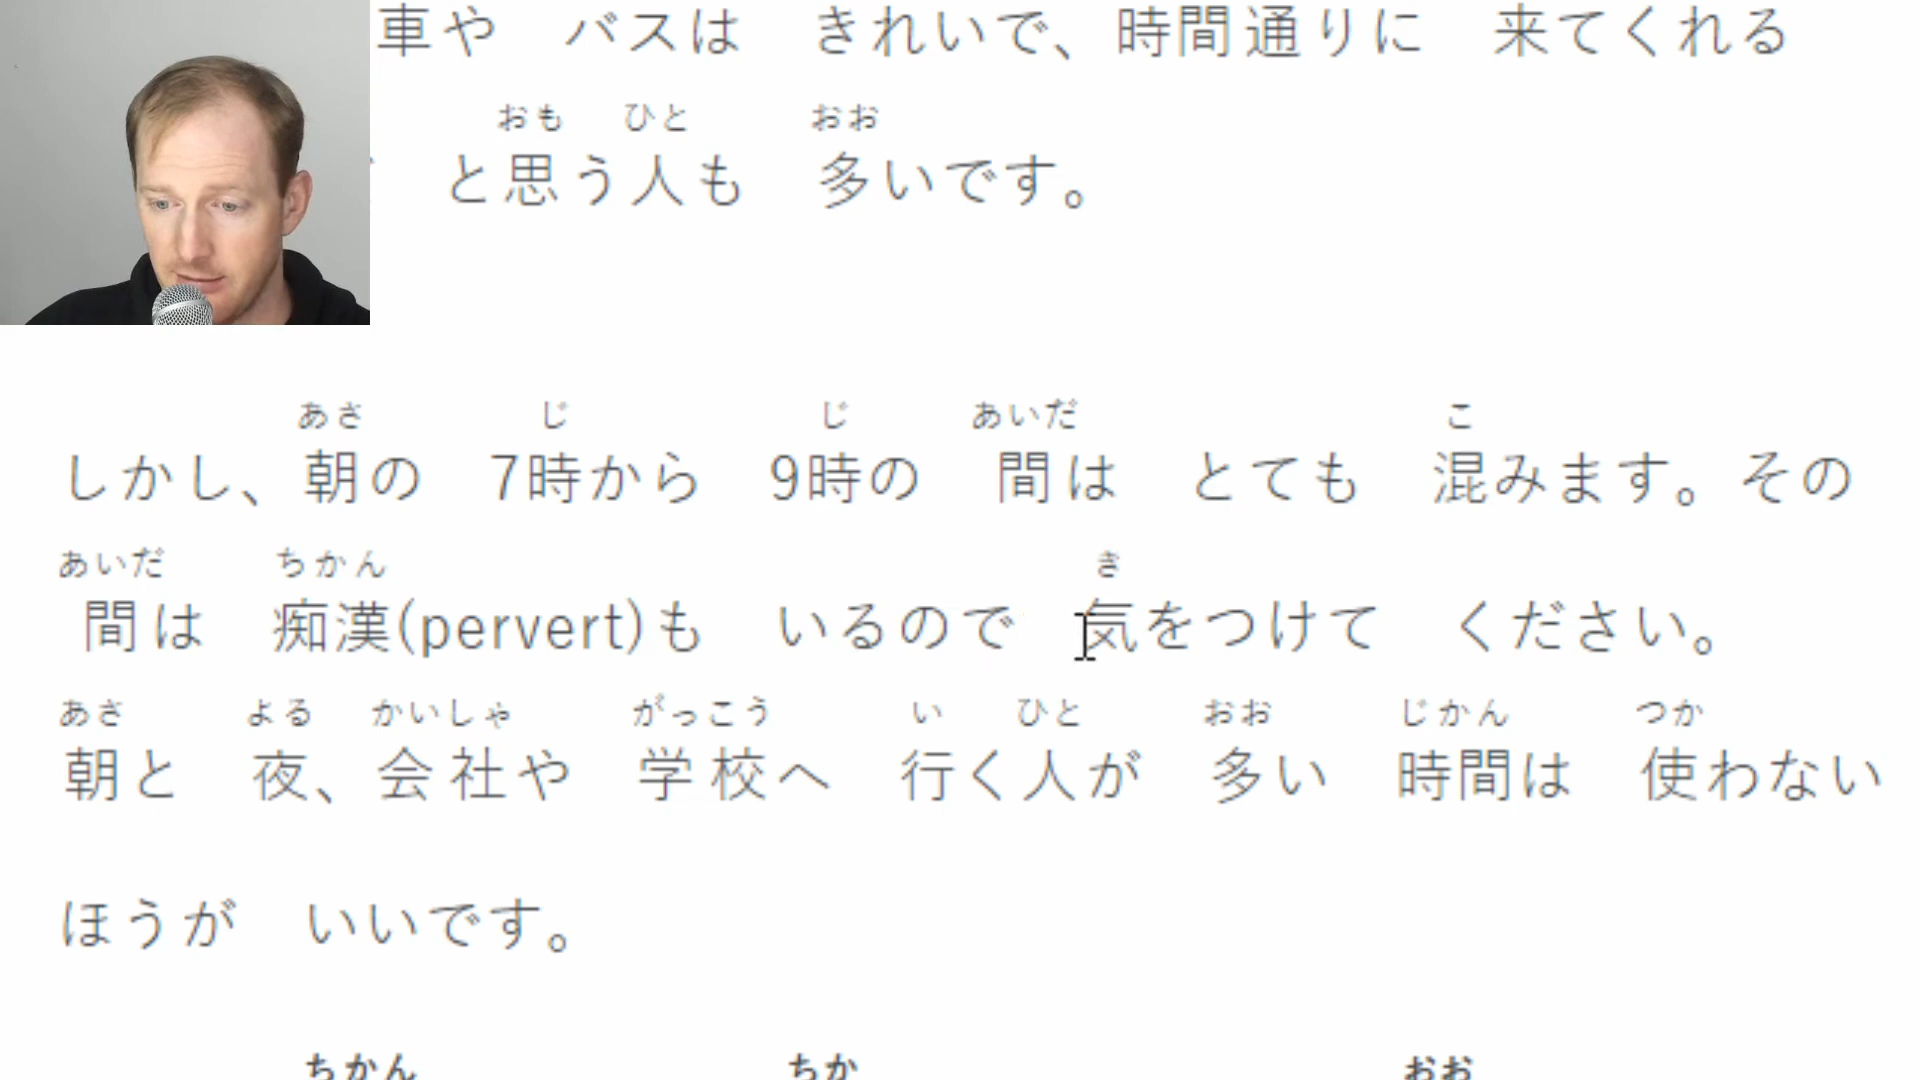 車や　バスは　きれいで、時間通りに　来てくれる
おも　ひと　おお
と思う人も　多いです。
あさ　じ　じ　あいだ　こ
しかし、朝の　7時から　9時の　間は　とても　混みます。その
あいだ　ちかん　き
間は　痴漢(pervert)も　いるので　気をつけて　ください。
あさ　よる　かいしゃ　がっこう　い　ひと　おお　じかん　つか
朝と　夜、会社や　学校へ　行く人が　多い　時間は　使わない
ほうが　いいです。
ちかん　ちか　おお